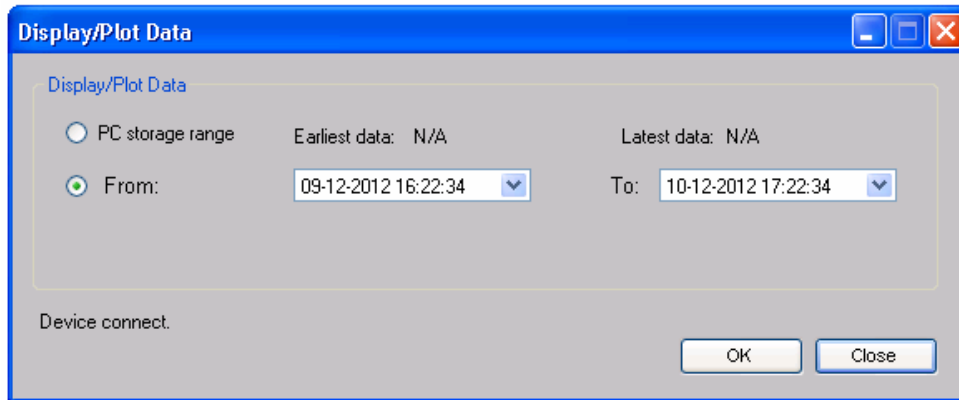 Display/Plot Data
Display/Plot Data
PC storage range Earliest data: N/A Latest data: N/A
From: 09-12-2012 16:22:34 To: 10-12-2012 17:22:34
Device connect.
OK Close